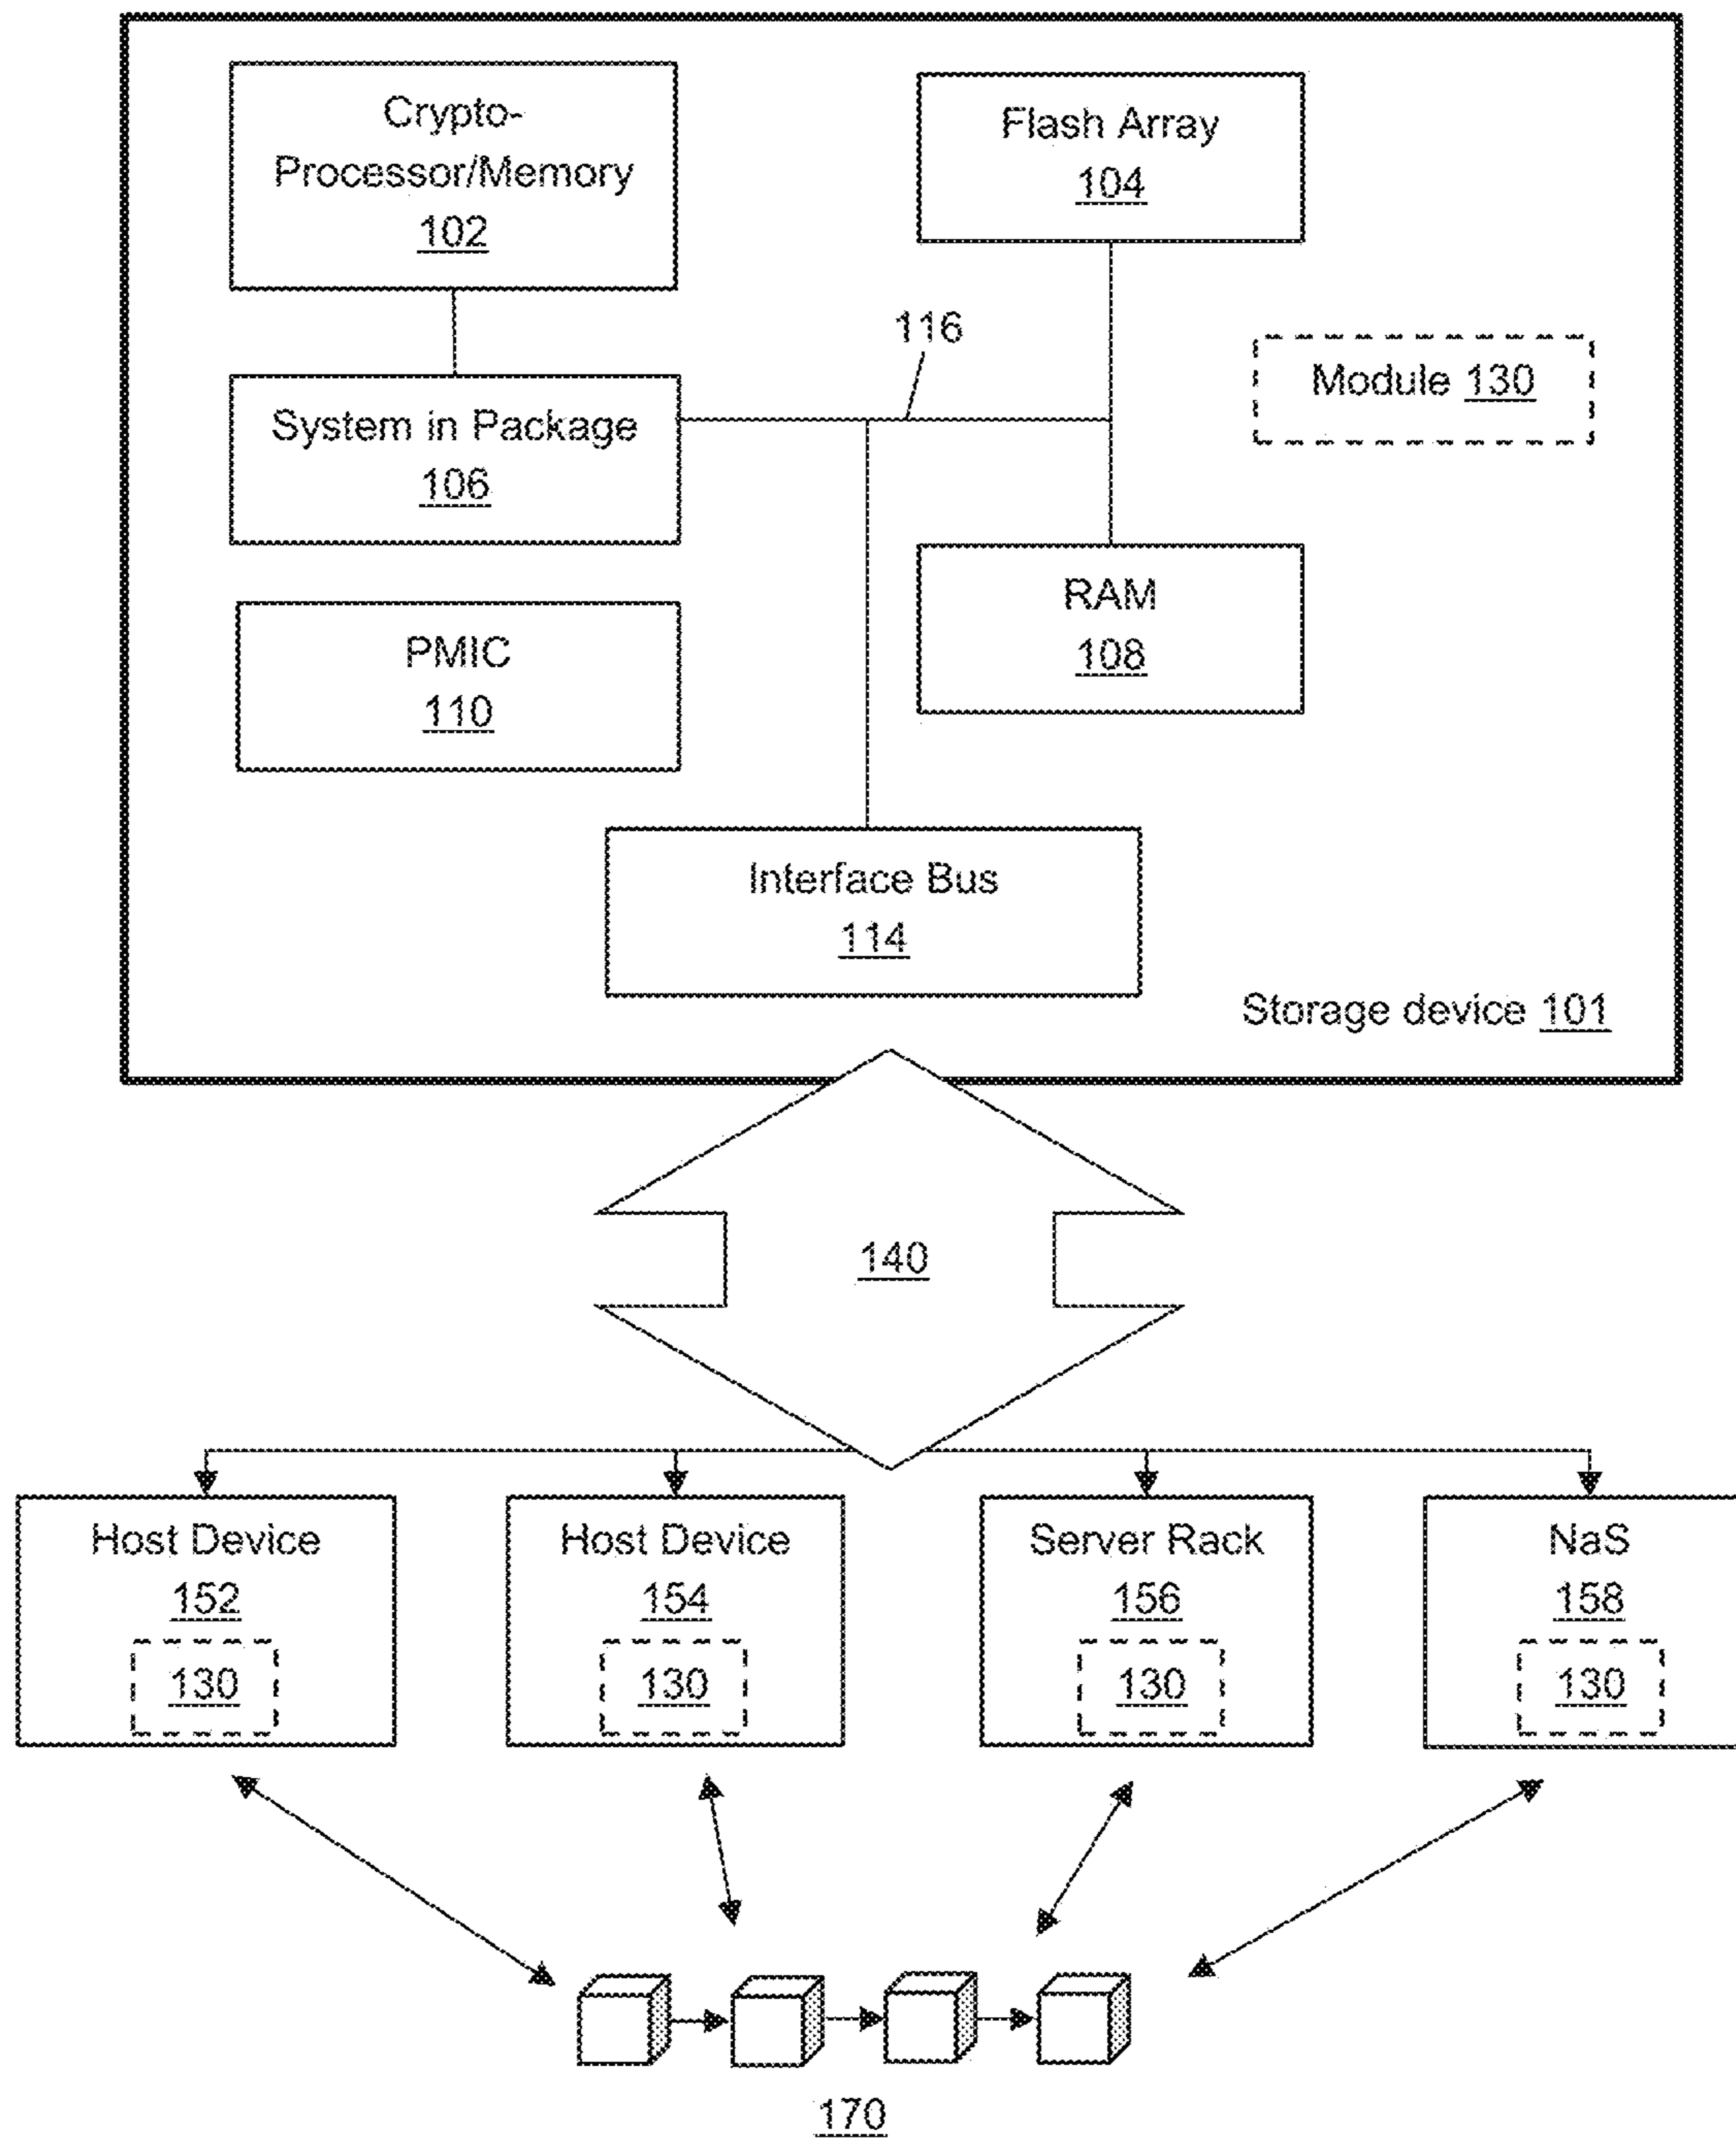 Crypto-
Processor/Memory
102
Flash Array
104
116
Module 130
System in Package
106
RAM
108
PMIC
110
Interface Bus
114
Storage device 101
140
Host Device
152
130
Host Device
154
130
Server Rack
156
130
NaS
158
130
170